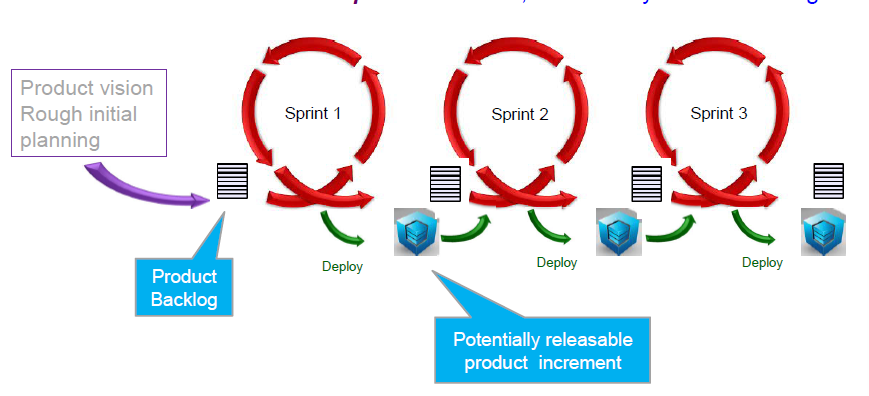 Product vision
Rough initial
planning
Sprint 1
Sprint 2
Sprint 3
Deploy
Deploy
Deploy
Product
Backlog
Potentially releasable
product increment